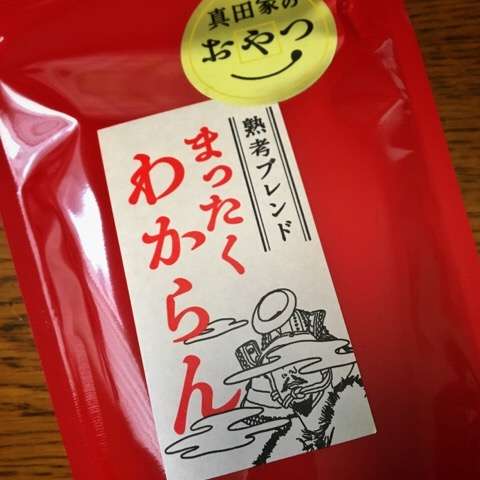 真田家の
おやつ
熟考ブレンド
まったく
わからん